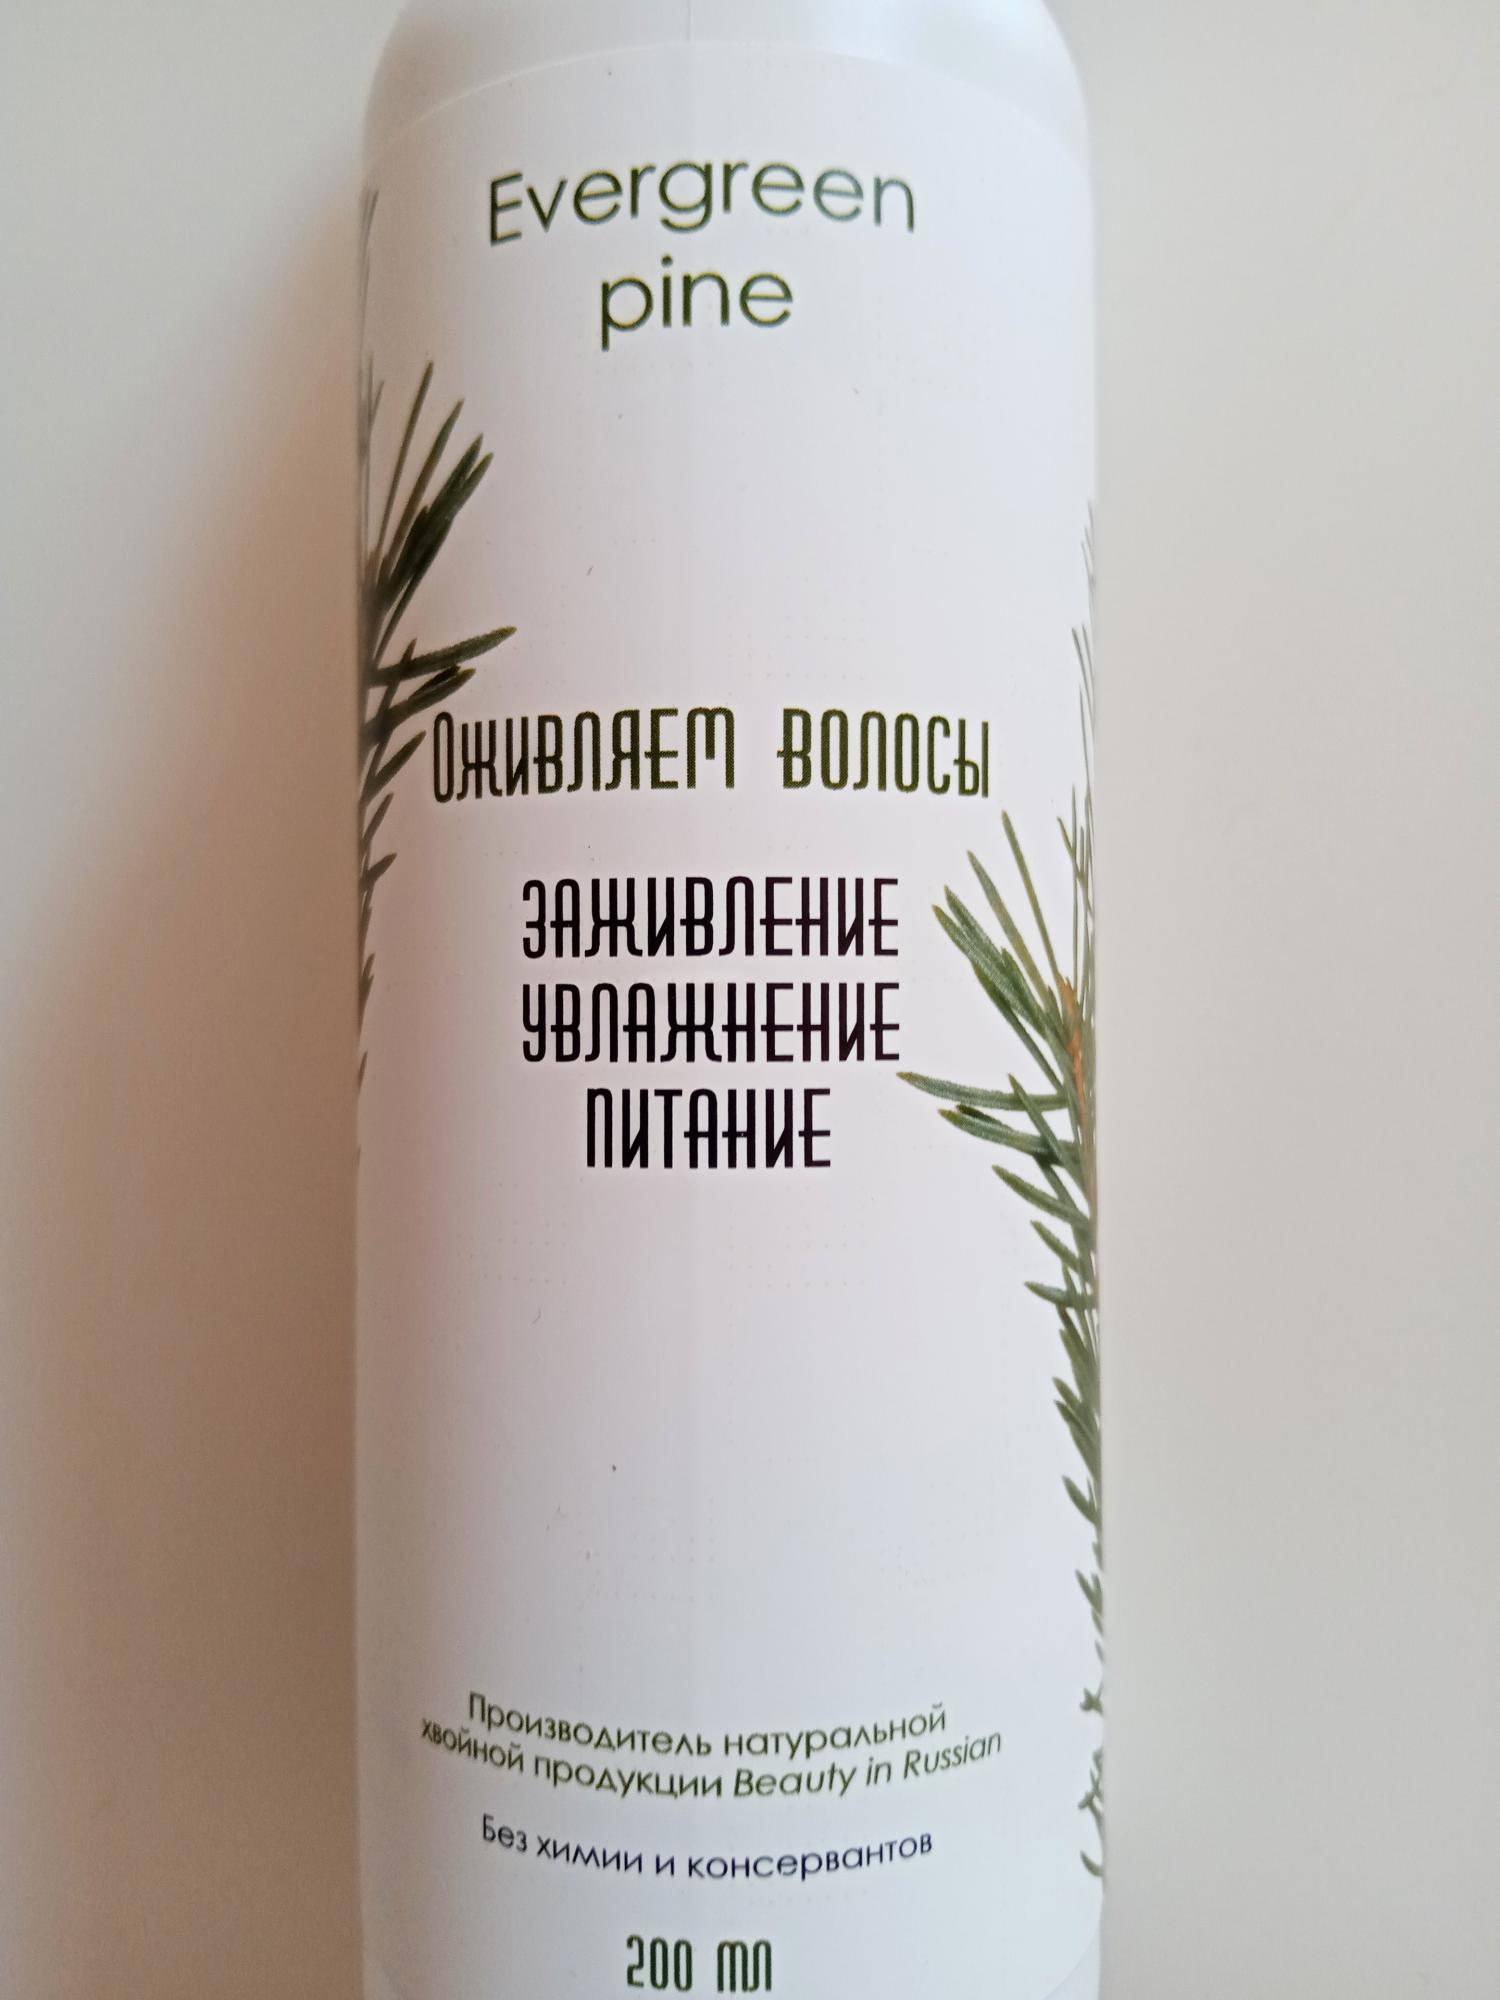 Evergreen
pine
Оживляем волосы
ЗАЖИВЛЕНИЕ
УВЛАЖНЕНИЕ
ПИТАНИЕ
Производитель натуральной
хвойной продукции Beauty in Russian
Без химии и консервантов
200 мл